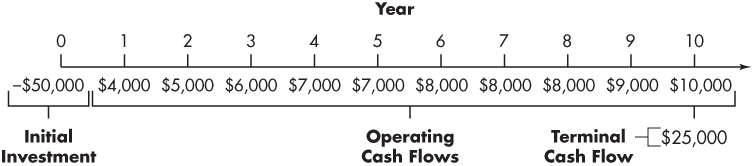 Year
0 1 2 3 4 5 6 7 8 9 10
–$50,000 $4,000 $5,000 $6,000 $7,000 $7,000 $8,000 $8,000 $8,000 $9,000 $10,000
Initial Operating Terminal $25,000
Investment Cash Flows Cash Flow